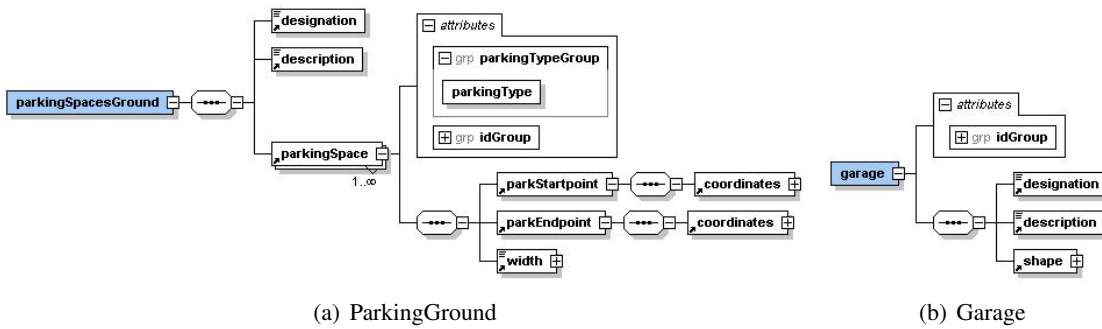 attributes
designation
grp parkingTypeGroup
description
parkingType
parkingSpacesGround
attributes
grp idGroup
grp idGroup
parkingSpace
1..∞
garage
parkStartpoint
coordinates
designation
parkEndpoint
coordinates
description
width
shape
(a) ParkingGround
(b) Garage